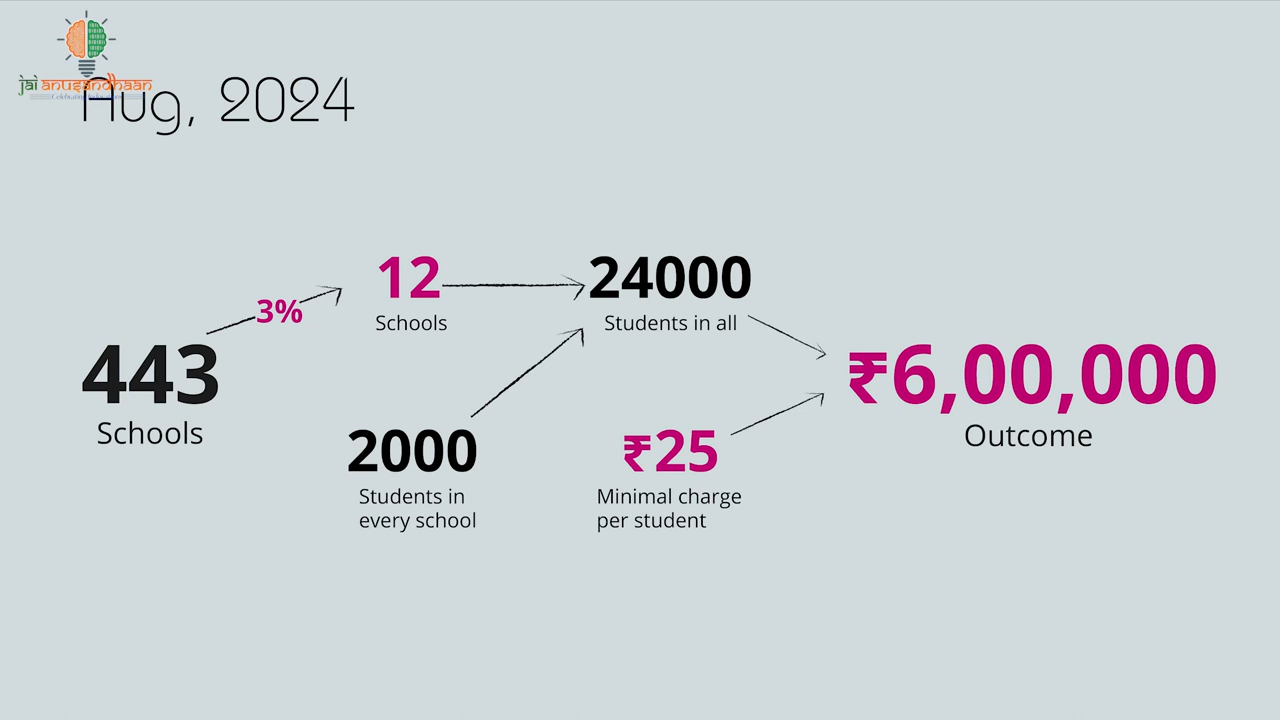 jai anusandhaan
Aug, 2024
443
Schools
3%
12
Schools
2000
Students in
every school
24000
Students in all
₹25
Minimal charge
per student
₹6,00,000
Outcome